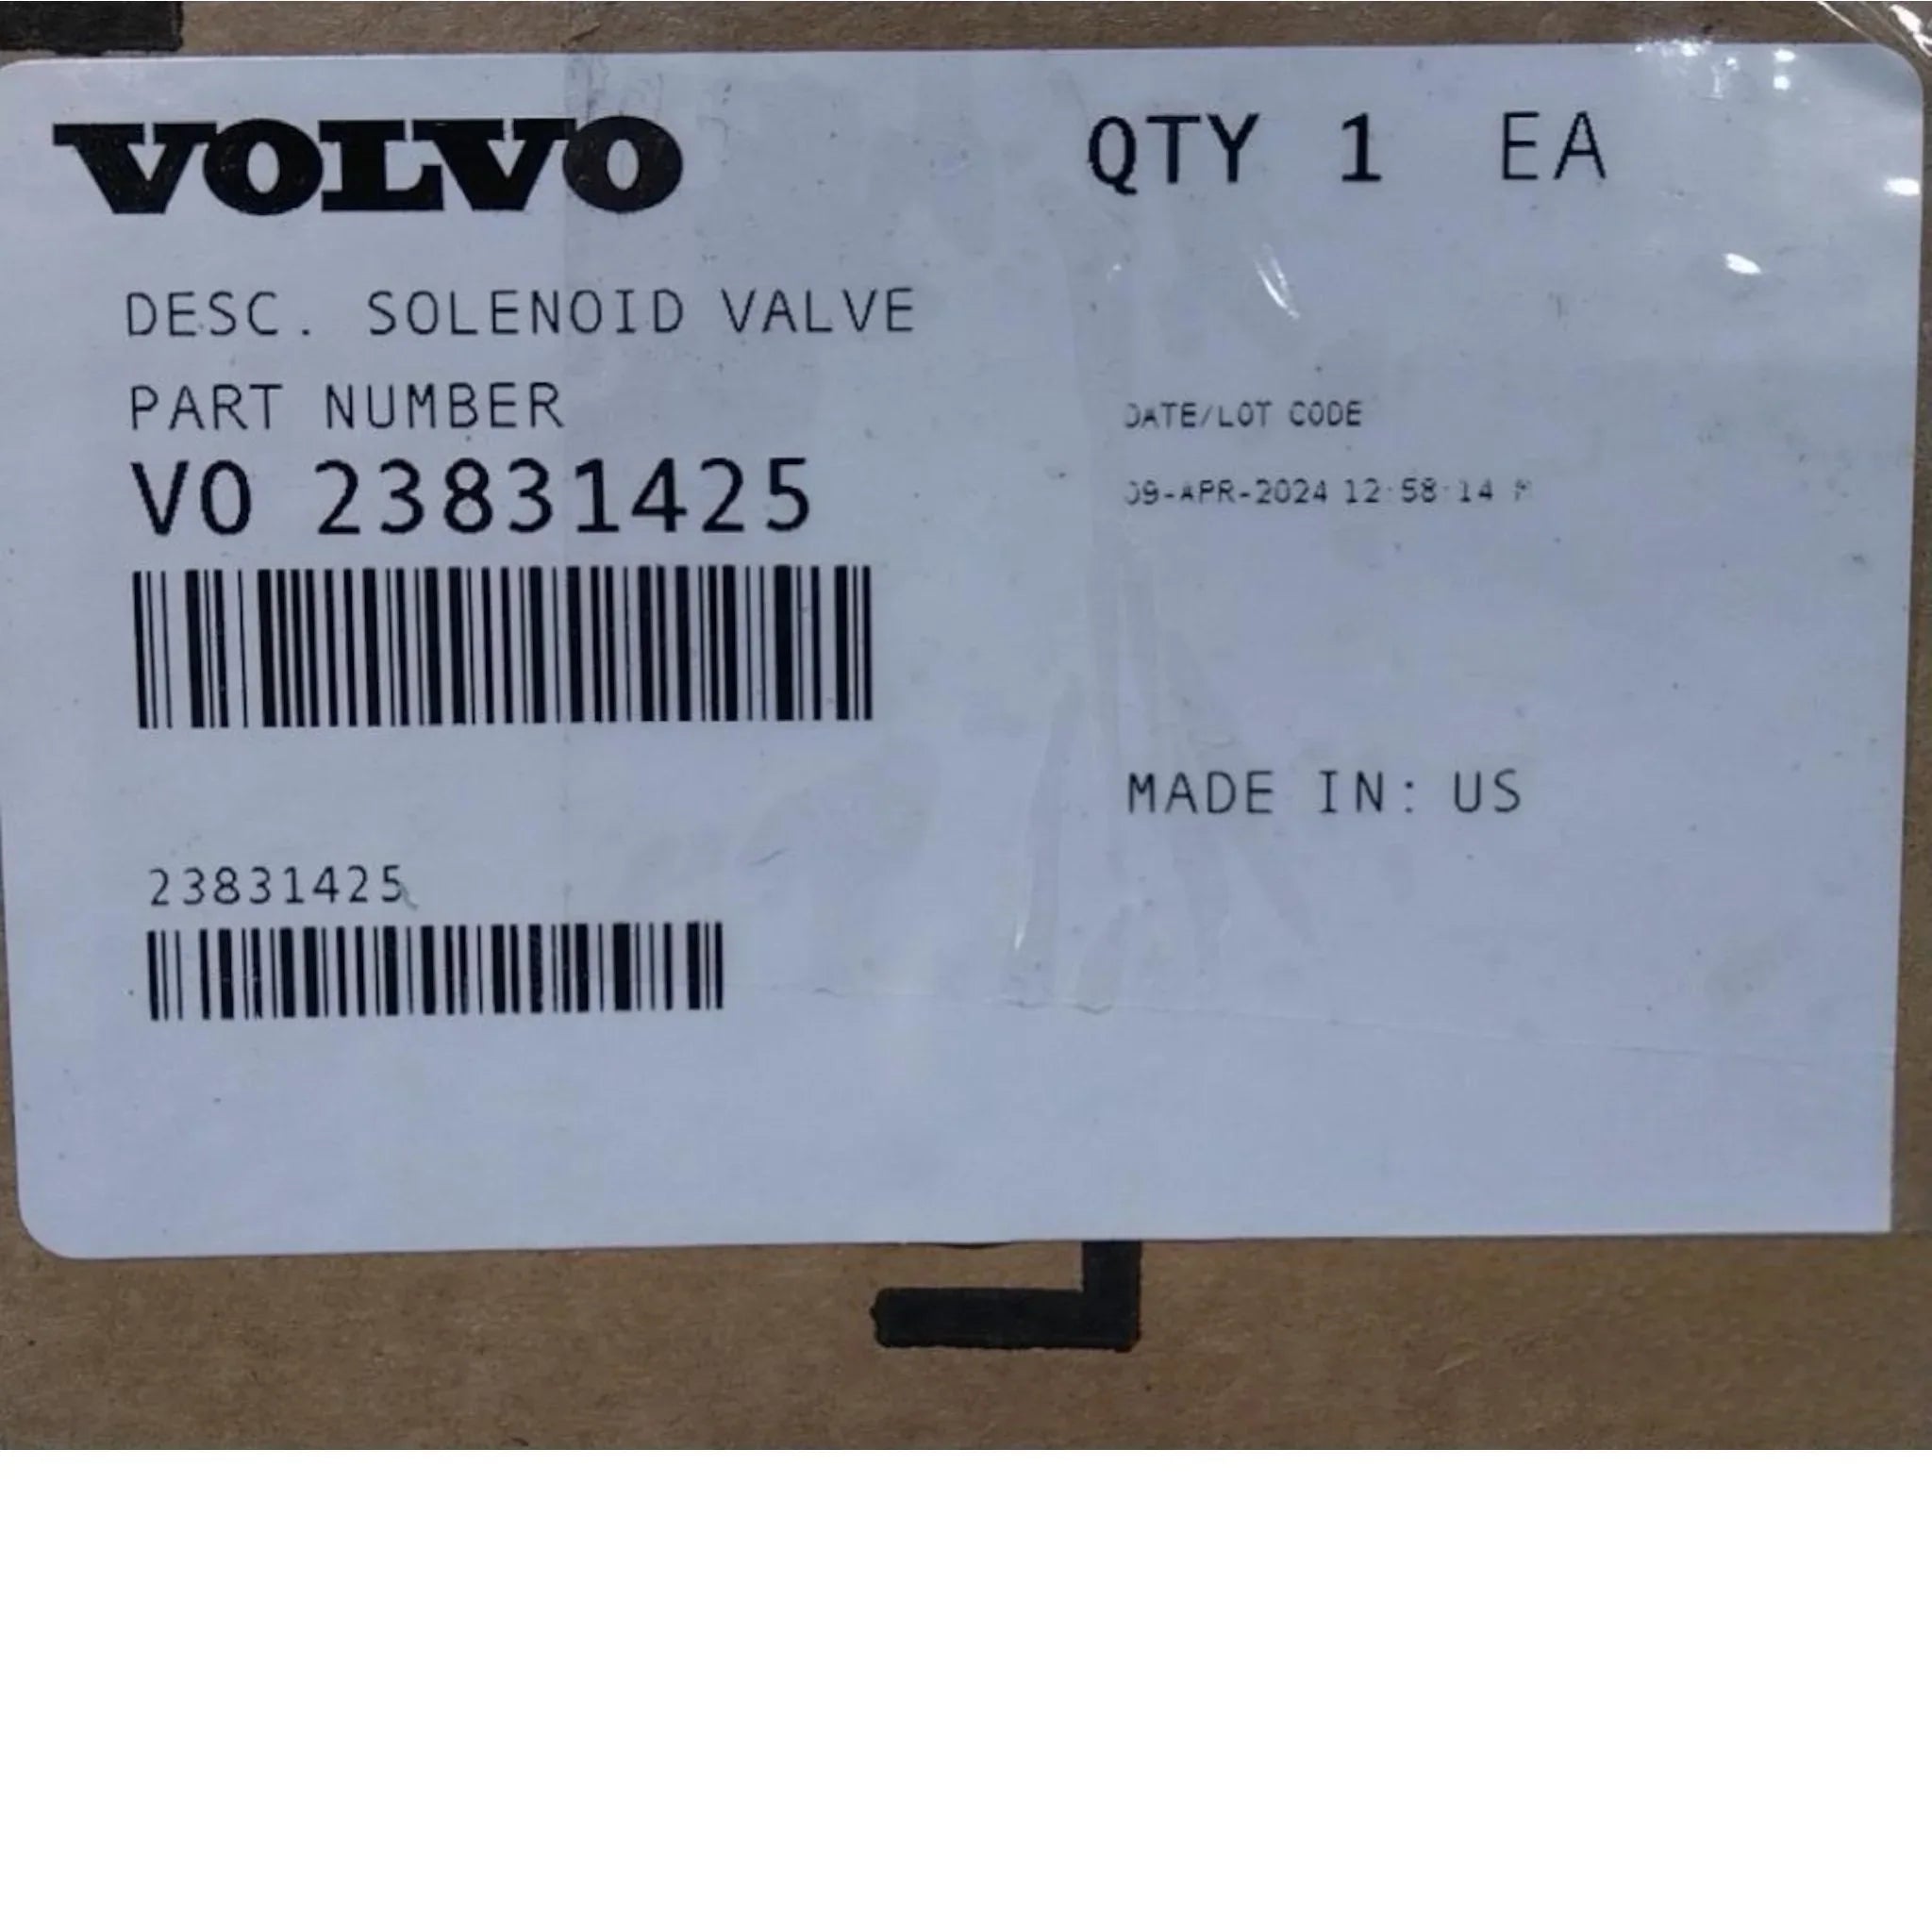 VOLVO
QTY 1 EA
DESC. SOLENOID VALVE
PART NUMBER
VO 23831425
DATE/LOT CODE
09-APR-2024 12:58:14
MADE IN: US
23831425